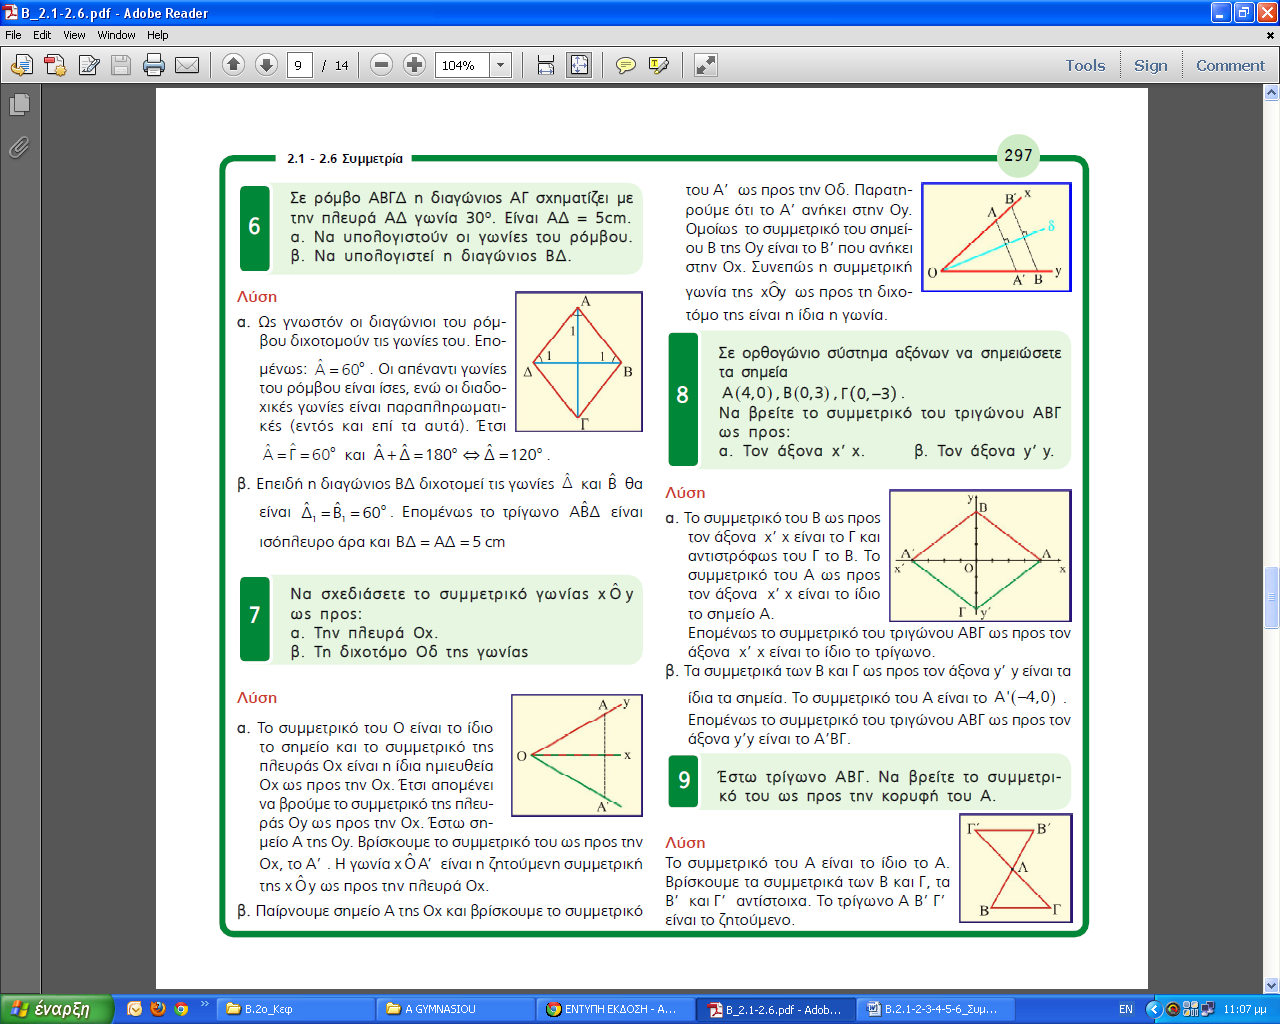 B_2.1-2.6.pdf - Adobe Reader
File Edit View Window Help
9 / 14 104% Tools Sign Comment
2.1 - 2.6 Συμμετρία
297
6
Σε ρόμβο ΑΒΓΔ η διαγώνιος ΑΓ σχηματίζει με
την πλευρά ΑΔ γωνία 30°. Είναι ΑΔ = 5cm.
α. Να υπολογιστούν οι γωνίες του ρόμβου.
β. Να υπολογιστεί η διαγώνιος ΒΔ.
Λύση
α. Ως γνωστόν οι διαγώνιοι του ρόμ-
βου διχοτομούν τις γωνίες του. Επο-
μένως: Â = 60° . Οι απέναντι γωνίες
του ρόμβου είναι ίσες, ενώ οι διαδο-
χικές γωνίες είναι παραπληρωματι-
κές (εντός και επί τα αυτά). Έτσι
Â = Γ̂ = 60° και Â + Δ̂ = 180° ⇔ Δ̂ = 120° .
Α
1
1
1
Δ
Β
Γ
β. Επειδή η διαγώνιος ΒΔ διχοτομεί τις γωνίες Δ̂ και Β̂ θα
είναι Δ̂₁ = Β̂₁ = 60° . Επομένως το τρίγωνο ΑΒ̂Δ είναι
ισόπλευρο άρα και ΒΔ = ΑΔ = 5 cm
7
Να σχεδιάσετε το συμμετρικό γωνίας x Ô y
ως προς:
α. Την πλευρά Οx.
β. Τη διχοτόμο Οδ της γωνίας
Λύση
α. Το συμμετρικό του Ο είναι το ίδιο
το σημείο και το συμμετρικό της
πλευράς Οx είναι η ίδια ημιευθεία
Οx ως προς την Οx. Έτσι απομένει
να βρούμε το συμμετρικό της πλευ-
ράς Οy ως προς την Οx. Έστω ση-
μείο Α της Οy. Βρίσκουμε το συμμετρικό του ως προς την
Οx, το Α′ . Η γωνία x Ô Α′ είναι η ζητούμενη συμμετρική
της x Ô y ως προς την πλευρά Οx.
A y
O x
A′
β. Παίρνουμε σημείο Α της Οx και βρίσκουμε το συμμετρικό
του Α′ ως προς την Οδ. Παρατη-
ρούμε ότι το Α′ ανήκει στην Οy.
Ομοίως το συμμετρικό του σημεί-
ου Β της Οy είναι το Β′ που ανήκει
στην Οx. Συνεπώς η συμμετρική
γωνία της xÔy ως προς τη διχο-
τόμο της είναι η ίδια η γωνία.
B′ x
A
δ
O
A′ B y
8
Σε ορθογώνιο σύστημα αξόνων να σημειώσετε
τα σημεία
Α(4,0) , Β(0,3) , Γ(0,−3) .
Να βρείτε το συμμετρικό του τριγώνου ΑΒΓ
ως προς:
α. Τον άξονα x′ x. β. Τον άξονα y′ y.
Λύση
α. Το συμμετρικό του Β ως προς
τον άξονα x′ x είναι το Γ και
αντιστρόφως του Γ το Β. Το
συμμετρικό του Α ως προς
τον άξονα x′ x είναι το ίδιο
το σημείο Α.
Επομένως το συμμετρικό του τριγώνου ΑΒΓ ως προς τον
άξονα x′ x είναι το ίδιο το τρίγωνο.
y
B
A′ A
x′ O x
Γ y′
β. Τα συμμετρικά των Β και Γ ως προς τον άξονα y′ y είναι τα
ίδια τα σημεία. Το συμμετρικό του Α είναι το Α'(−4,0) .
Επομένως το συμμετρικό του τριγώνου ΑΒΓ ως προς τον
άξονα y′y είναι το Α′ΒΓ.
9
Έστω τρίγωνο ΑΒΓ. Να βρείτε το συμμετρι-
κό του ως προς την κορυφή του Α.
Λύση
Το συμμετρικό του Α είναι το ίδιο το Α.
Βρίσκουμε τα συμμετρικά των Β και Γ, τα
Β′ και Γ′ αντίστοιχα. Το τρίγωνο Α Β′ Γ′
είναι το ζητούμενο.
Γ′ B′
A
B Γ
έναρξη
B.2ο_Κεφ
A GYMNASIOU
ΕΝΤΥΠΗ ΕΚΔΟΣΗ - Α...
B_2.1-2.6.pdf - Adob...
B.2.1-2-3-4-5-6_Συμ...
EN
11:07 μμ